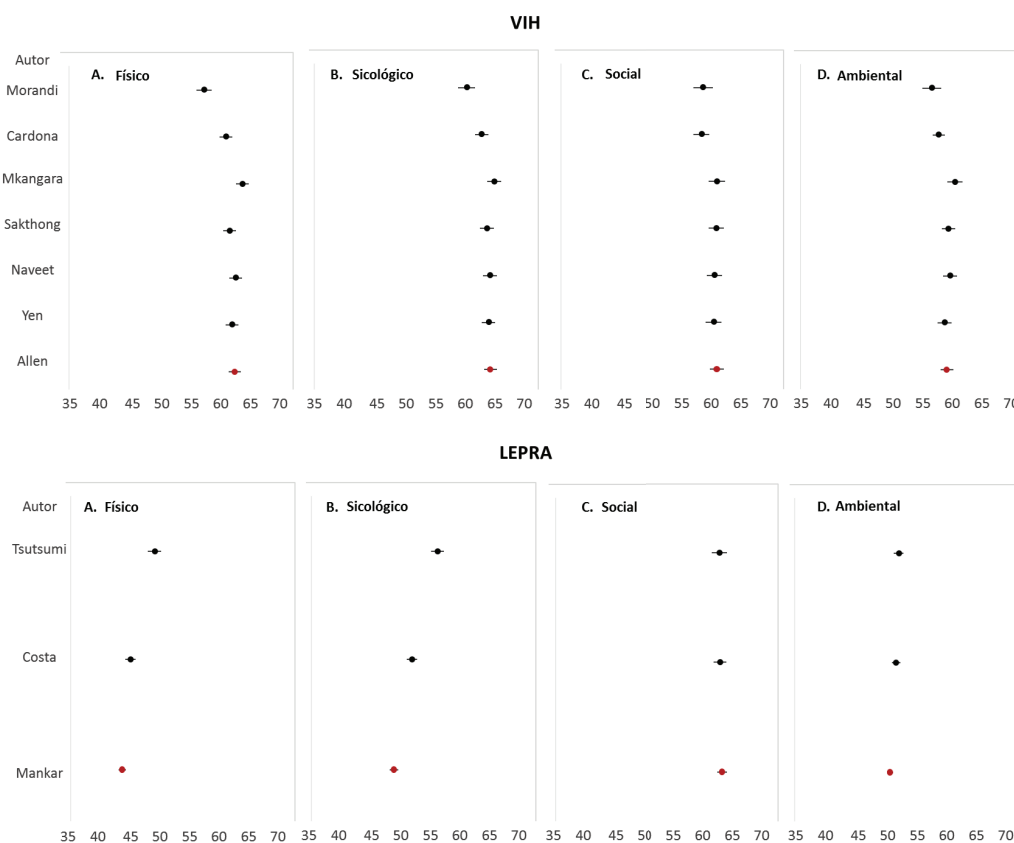 VIH
Autor
A. Físico
B. Sicológico
C. Social
D. Ambiental
Morandi
Cardona
Mkangara
Sakthong
Naveet
Yen
Allen
35 40 45 50 55 60 65 70
35 40 45 50 55 60 65 70
35 40 45 50 55 60 65 70
35 40 45 50 55 60 65 70
LEPRA
Autor
A. Físico
B. Sicológico
C. Social
D. Ambiental
Tsutsumi
Costa
Mankar
35 40 45 50 55 60 65 70
35 40 45 50 55 60 65 70
35 40 45 50 55 60 65 70
35 40 45 50 55 60 65 70